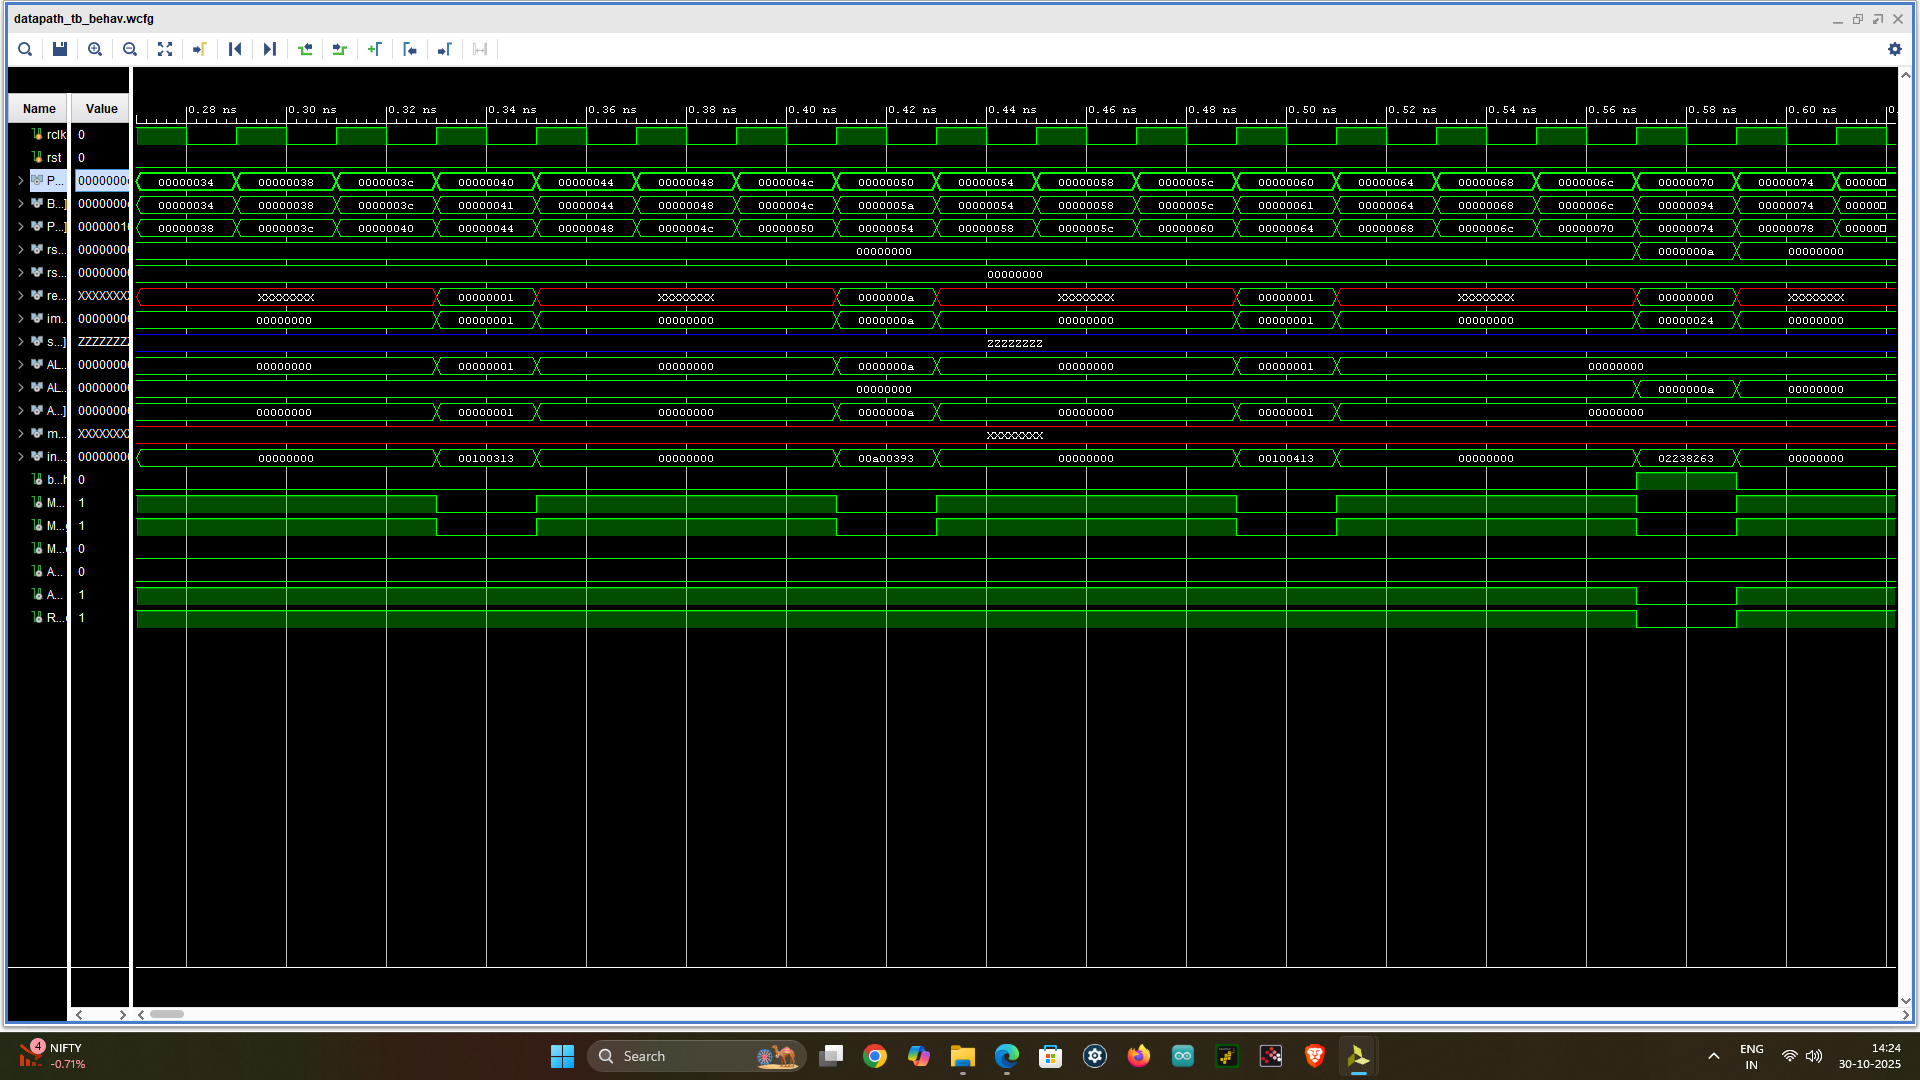 datapath_tb_behav.wcfg
Name Value
0.28 ns 0.30 ns 0.32 ns 0.34 ns 0.36 ns 0.38 ns 0.40 ns 0.42 ns 0.44 ns 0.46 ns 0.48 ns 0.50 ns 0.52 ns 0.54 ns 0.56 ns 0.58 ns 0.60 ns
rclk 0
rst 0
P... 0000000 00000034 00000038 0000003c 00000040 00000044 00000048 0000004c 00000050 00000054 00000058 0000005c 00000060 00000064 00000068 0000006c 00000070 00000074 00000
B...] 0000000 00000034 00000038 0000003c 00000041 00000044 00000048 0000004c 0000005a 00000054 00000058 0000005c 00000061 00000064 00000068 0000006c 00000094 00000074 00000
P...] 0000001 00000038 0000003c 00000040 00000044 00000048 0000004c 00000050 00000054 00000058 0000005c 00000060 00000064 00000068 0000006c 00000070 00000074 00000078 00000
rs... 0000000 00000000 0000000a 00000000
rs... 0000000 00000000
re... XXXXXXX XXXXXXXX 00000001 XXXXXXXX 0000000a XXXXXXXX 00000001 XXXXXXXX 00000000 XXXXXXXX
im... 0000000 00000000 00000001 00000000 0000000a 00000000 00000001 00000000 00000024 00000000
s...] ZZZZZZZ ZZZZZZZZ
AL... 0000000 00000000 00000001 00000000 0000000a 00000000 00000001 00000000
AL... 0000000 00000000 0000000a 00000000
A...] 0000000 00000000 00000001 00000000 0000000a 00000000 00000001 00000000
m... XXXXXXX XXXXXXXX
in... 0000000 00000000 00100313 00000000 00a00393 00000000 00100413 00000000 02238263 00000000
b... 0
M... 1
M... 1
M... 0
A... 0
A... 1
R... 1
4 NIFTY
-0.71%
Search
ENG
IN
14:24
30-10-2025